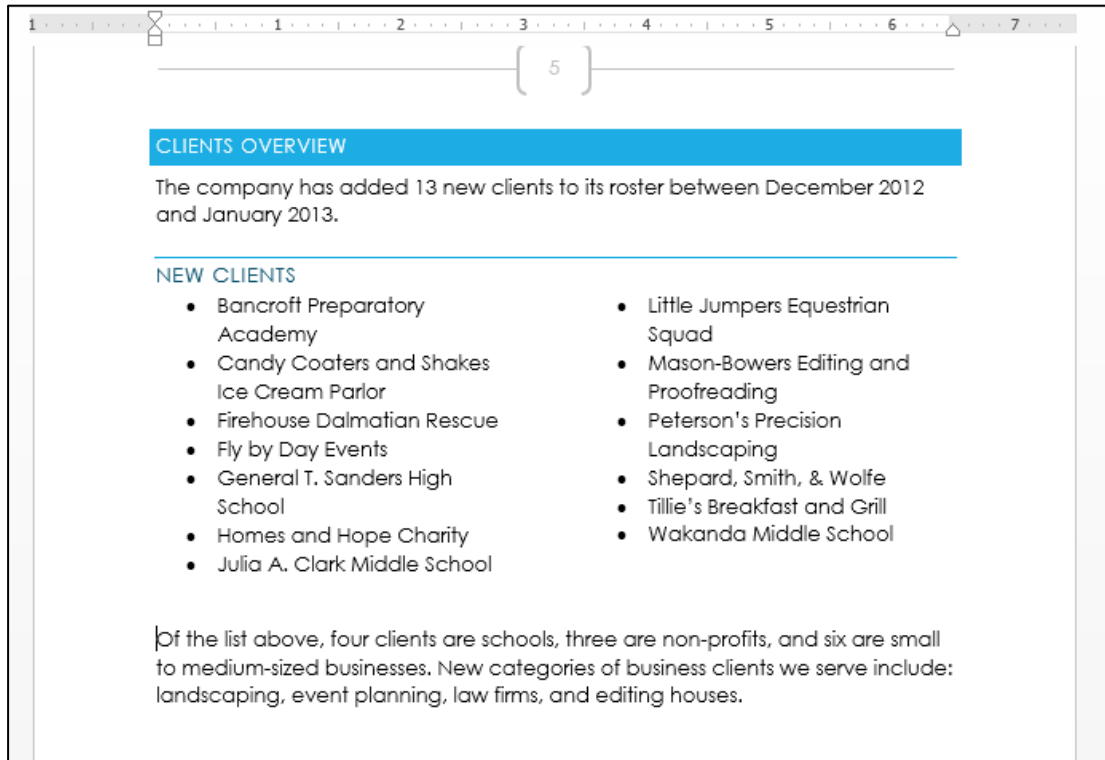 1 1 2 3 4 5 6 7
5
CLIENTS OVERVIEW
The company has added 13 new clients to its roster between December 2012
and January 2013.
NEW CLIENTS
• Bancroft Preparatory
Academy
• Candy Coaters and Shakes
Ice Cream Parlor
• Firehouse Dalmatian Rescue
• Fly by Day Events
• General T. Sanders High
School
• Homes and Hope Charity
• Julia A. Clark Middle School
• Little Jumpers Equestrian
Squad
• Mason-Bowers Editing and
Proofreading
• Peterson’s Precision
Landscaping
• Shepard, Smith, & Wolfe
• Tillie’s Breakfast and Grill
• Wakanda Middle School
Of the list above, four clients are schools, three are non-profits, and six are small
to medium-sized businesses. New categories of business clients we serve include:
landscaping, event planning, law firms, and editing houses.